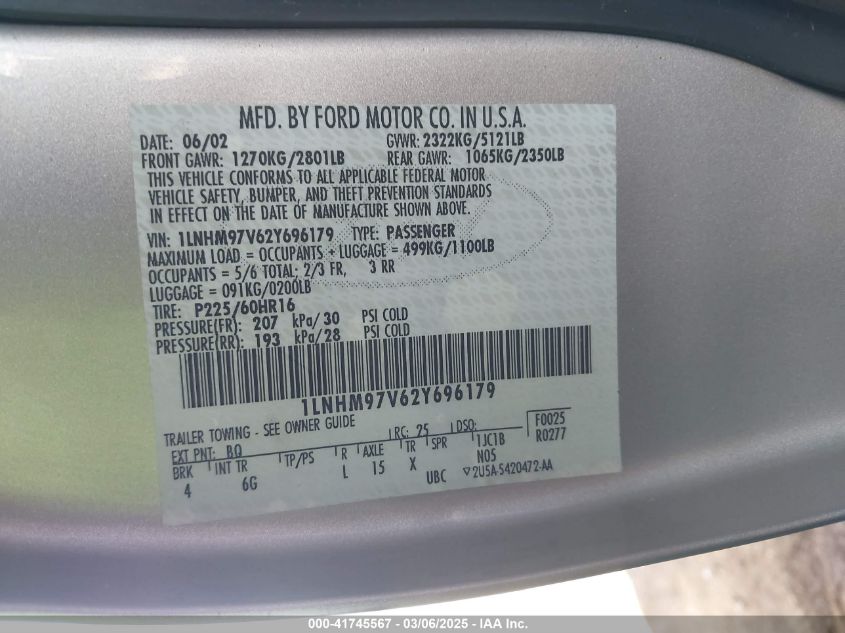 MFD. BY FORD MOTOR CO. IN U.S.A.
DATE: 06/02 GVWR: 2322KG/5121LB
FRONT GAWR: 1270KG/2801LB REAR GAWR: 1065KG/2350LB
THIS VEHICLE CONFORMS TO ALL APPLICABLE FEDERAL MOTOR
VEHICLE SAFETY, BUMPER, AND THEFT PREVENTION STANDARDS
IN EFFECT ON THE DATE OF MANUFACTURE SHOWN ABOVE.
VIN: 1LNHM97V62Y696179 TYPE: PASSENGER
MAXIMUM LOAD = OCCUPANTS + LUGGAGE = 499KG/1100LB
OCCUPANTS = 5/6 TOTAL; 2/3 FR, 3 RR
LUGGAGE = 091KG/0200LB
TIRE: P225/60HR16
PRESSURE(FR): 207 kPa/30 PSI COLD
PRESSURE(RR): 193 kPa/28 PSI COLD
1LNHM97V62Y696179
TRAILER TOWING - SEE OWNER GUIDE
EXT PNT: BQ RC: 25 DSO: F0025
BRK INT TR TP/PS R AXLE TR SPR 1JC1B R0277
4 6G L 15 X N05
UBC ▽2U5A-5420472-AA
000-41745567 - 03/06/2025 - IAA Inc.